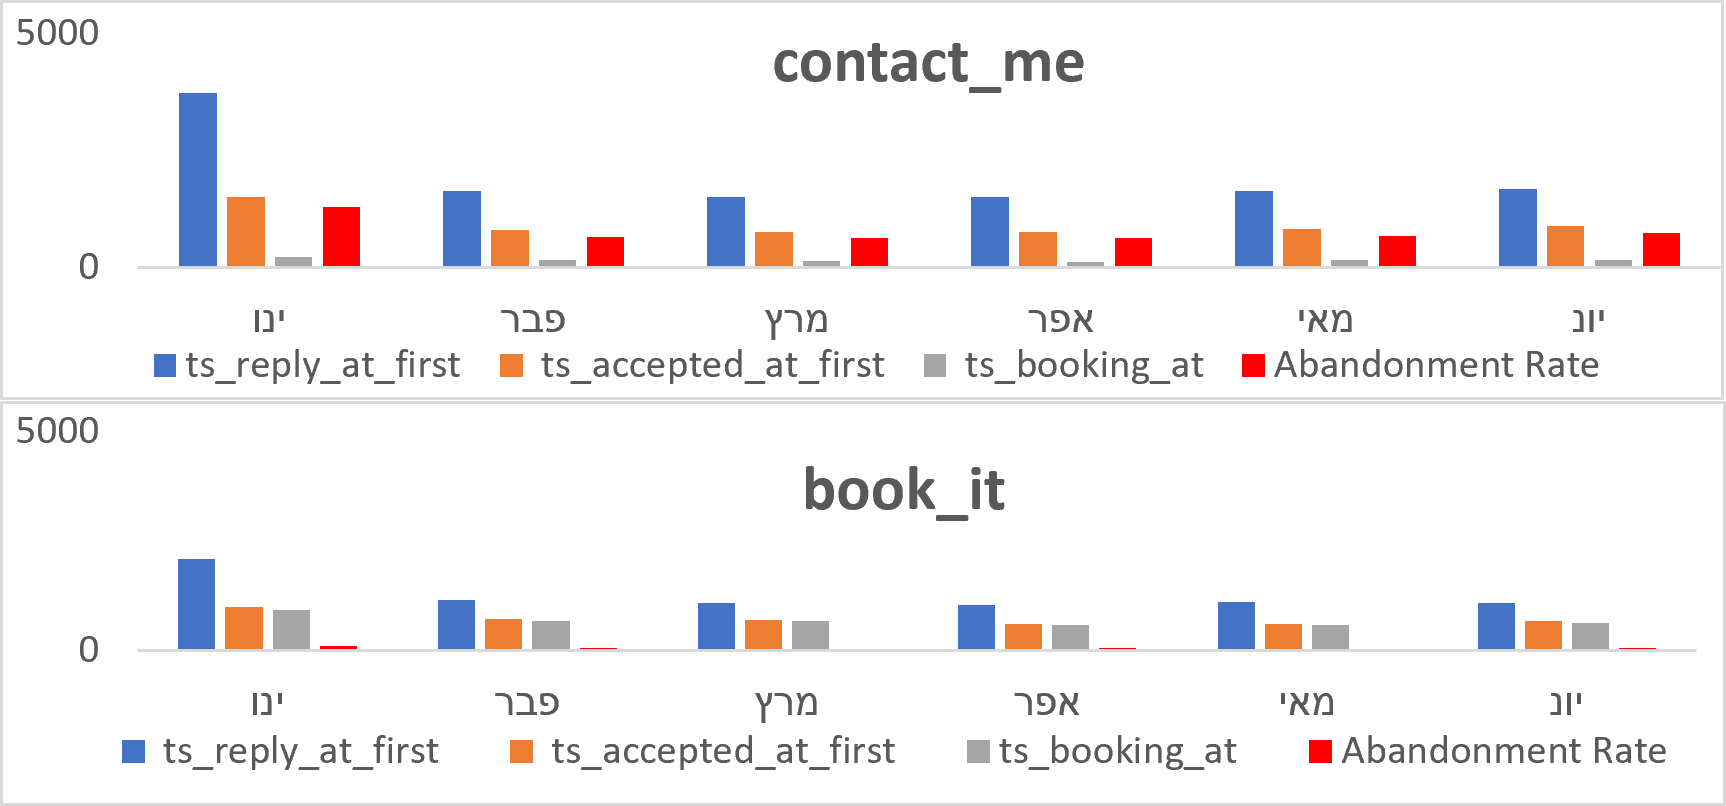 5000
contact_me
0
ינו פבר מרץ אפר מאי יונ
ts_reply_at_first ts_accepted_at_first ts_booking_at Abandonment Rate
5000
book_it
0
ינו פבר מרץ אפר מאי יונ
ts_reply_at_first ts_accepted_at_first ts_booking_at Abandonment Rate